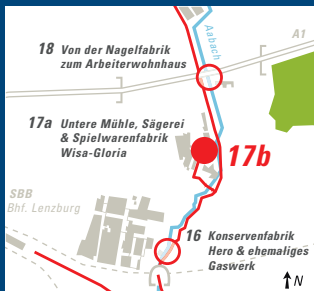 18 Von der Nagelfabrik
zum Arbeiterwohnhaus
Aabach
A1
17a Untere Mühle, Sägerei
& Spielwarenfabrik
Wisa-Gloria
17b
SBB
Bhf. Lenzburg
16 Konservenfabrik
Hero & ehemaliges
Gaswerk
N